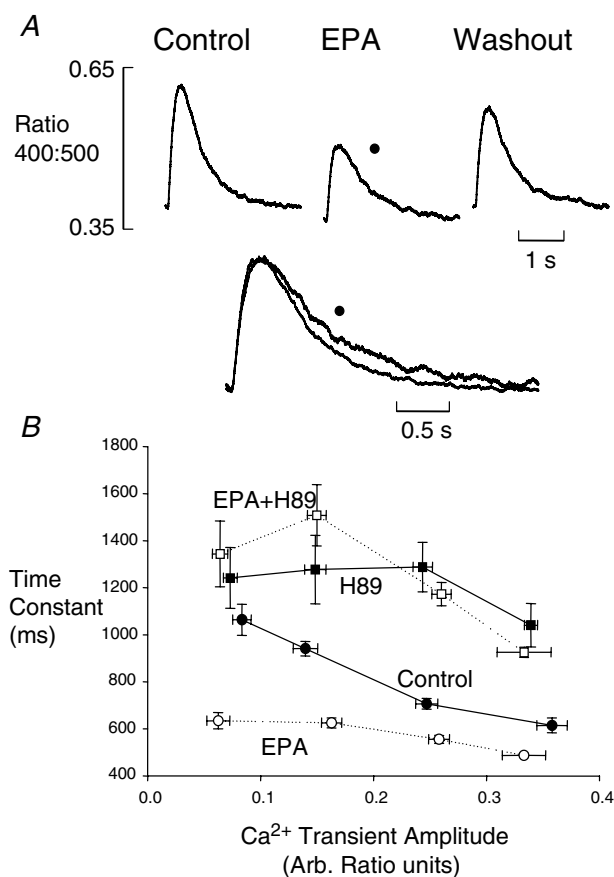 A
Control EPA Washout
0.65
Ratio
400:500
0.35
1 s
0.5 s
B
1800
1600
1400
1200
1000
800
600
400
EPA+H89
H89
Control
EPA
Time
Constant
(ms)
0.0 0.1 0.2 0.3 0.4
Ca²⁺ Transient Amplitude
(Arb. Ratio units)